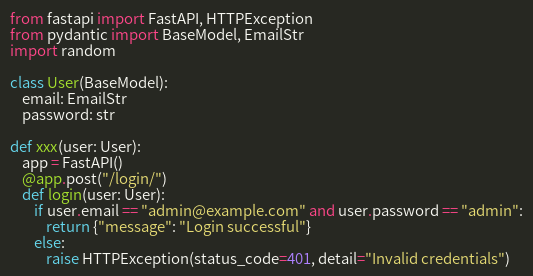 from fastapi import FastAPI, HTTPException
from pydantic import BaseModel, EmailStr
import random

class User(BaseModel):
    email: EmailStr
    password: str

def xxx(user: User):
    app = FastAPI()
    @app.post("/login/")
    def login(user: User):
        if user.email == "admin@example.com" and user.password == "admin":
            return {"message": "Login successful"}
        else:
            raise HTTPException(status_code=401, detail="Invalid credentials")